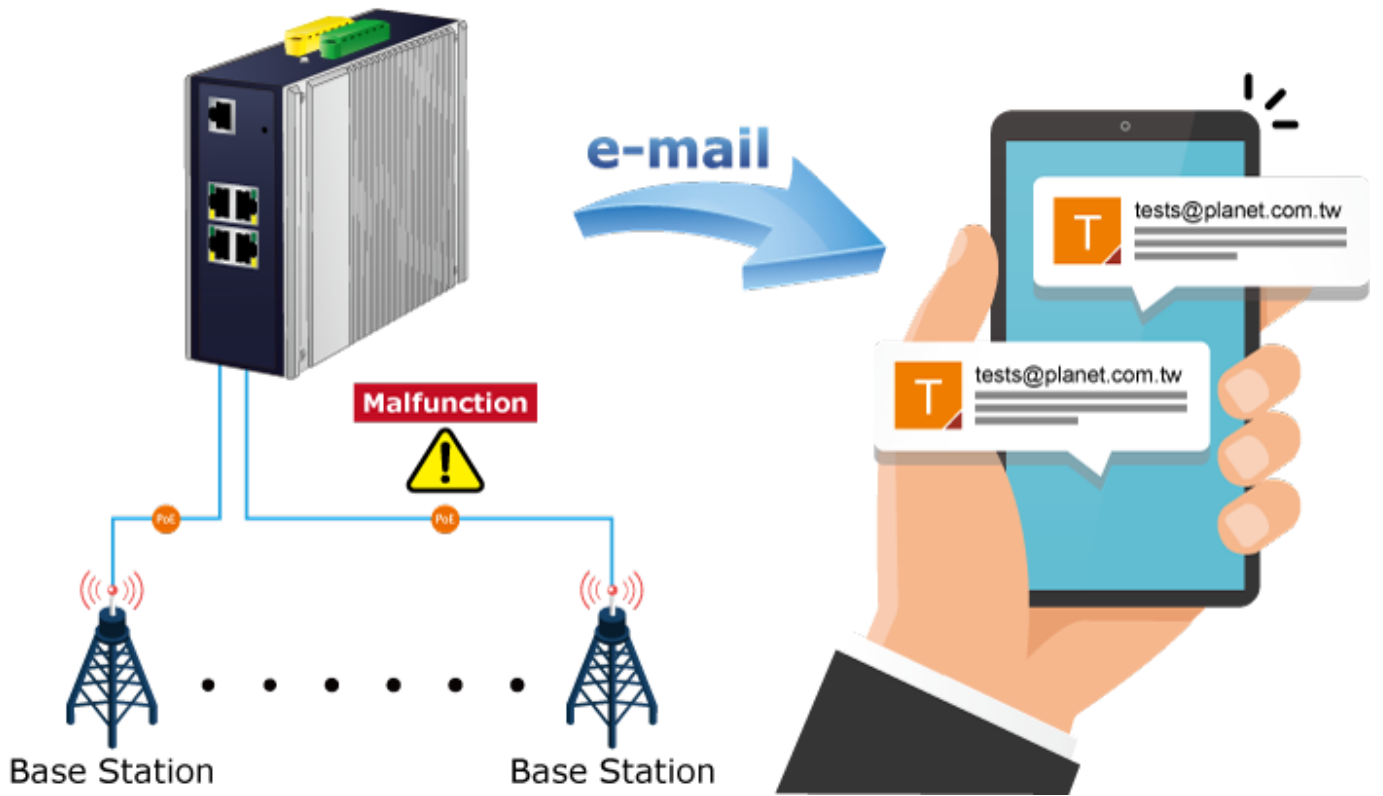 e-mail
T
tests@planet.com.tw
T
tests@planet.com.tw
Malfunction
!
PoE
PoE
Base Station
Base Station